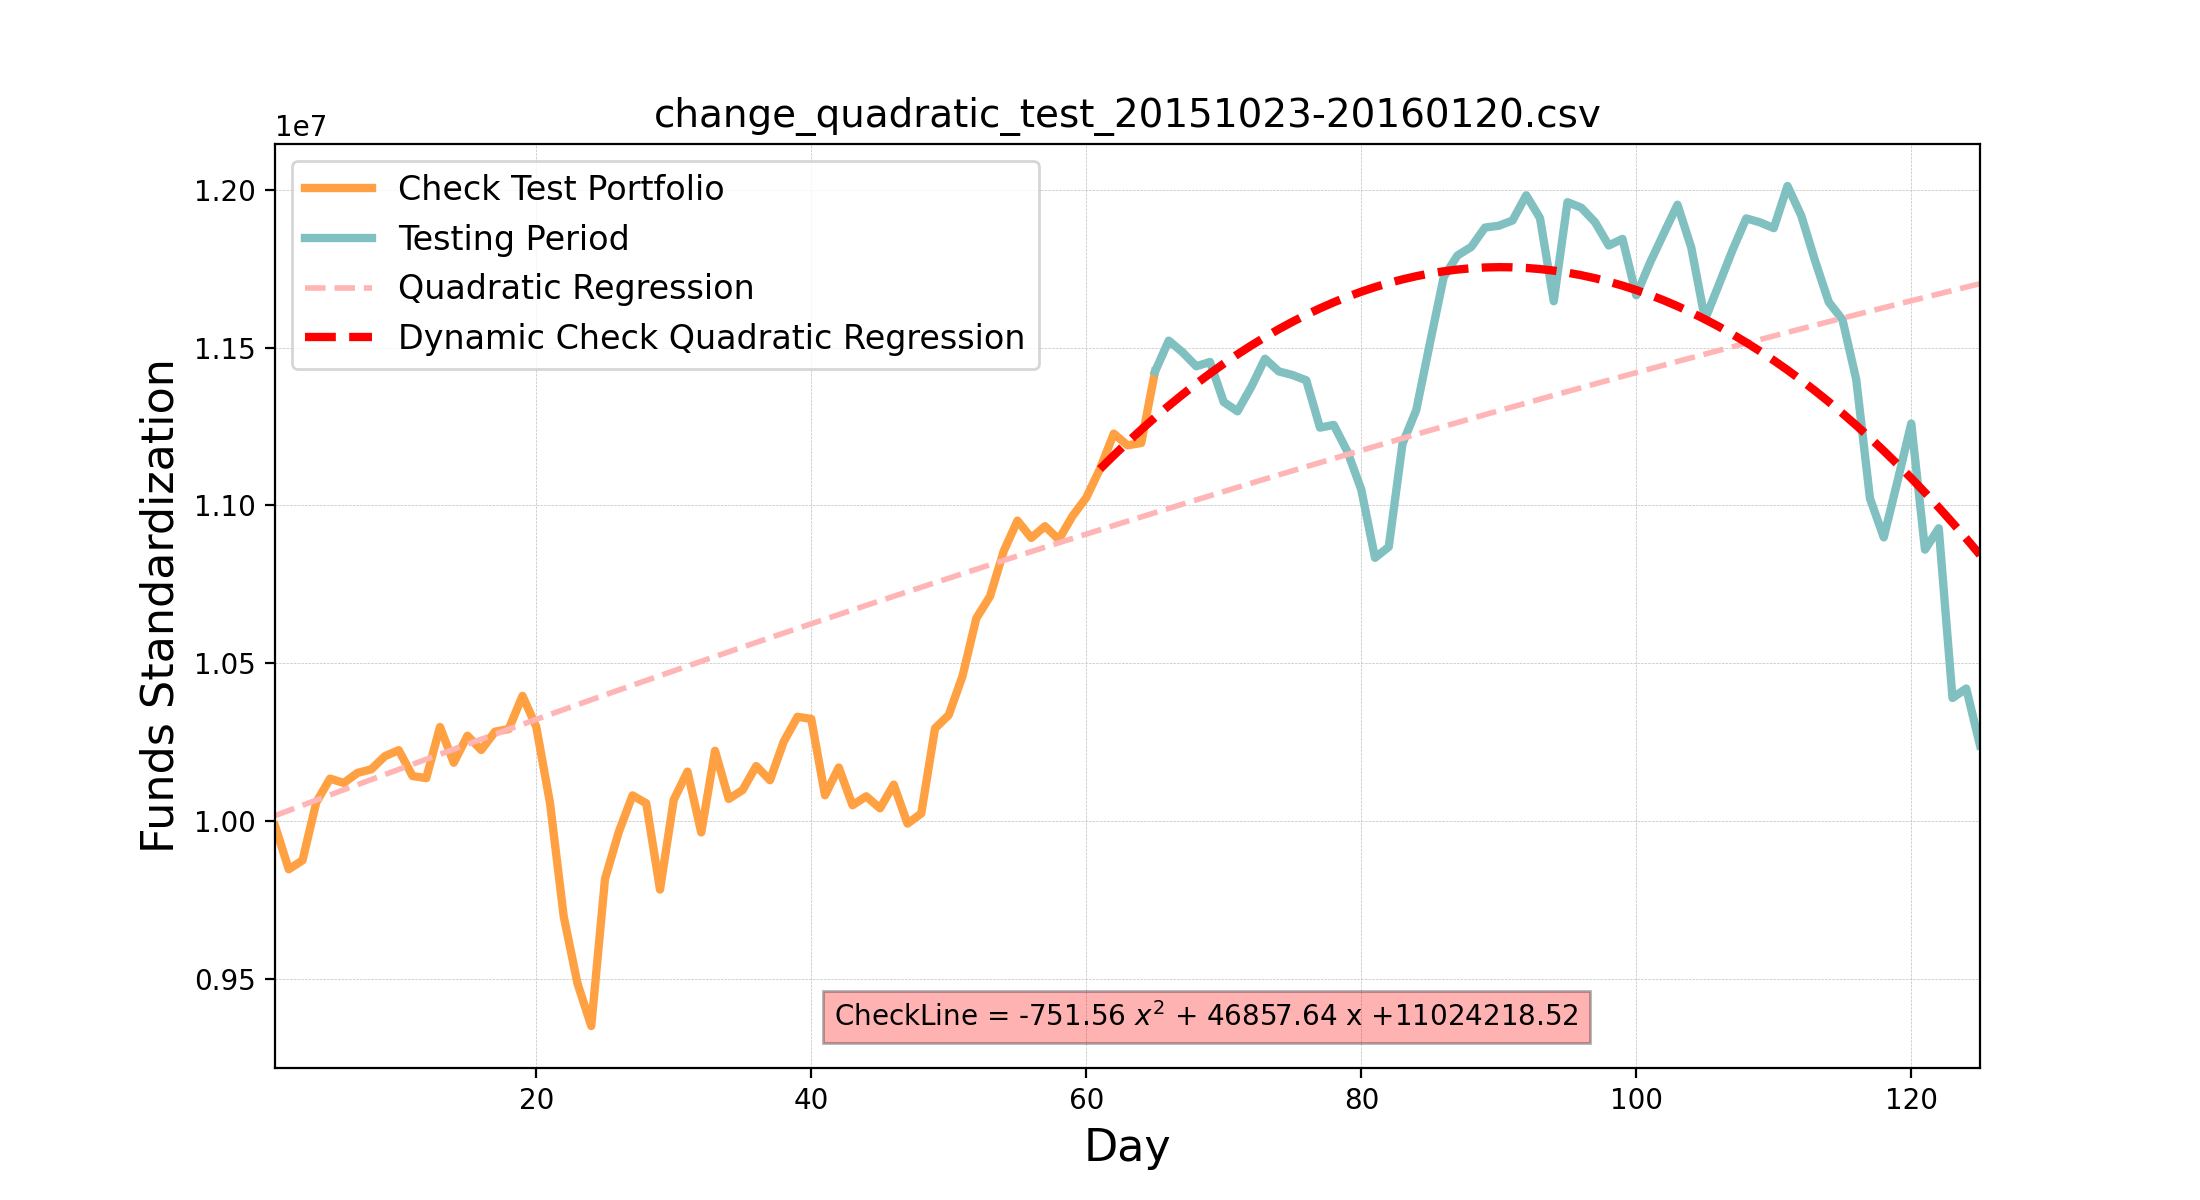 change_quadratic_test_20151023-20160120.csv
1e7
Check Test Portfolio
Testing Period
Quadratic Regression
Dynamic Check Quadratic Regression
1.20
1.15
1.10
1.05
1.00
0.95
Funds Standardization
CheckLine = -751.56 x² + 46857.64 x +11024218.52
20 40 60 80 100 120
Day